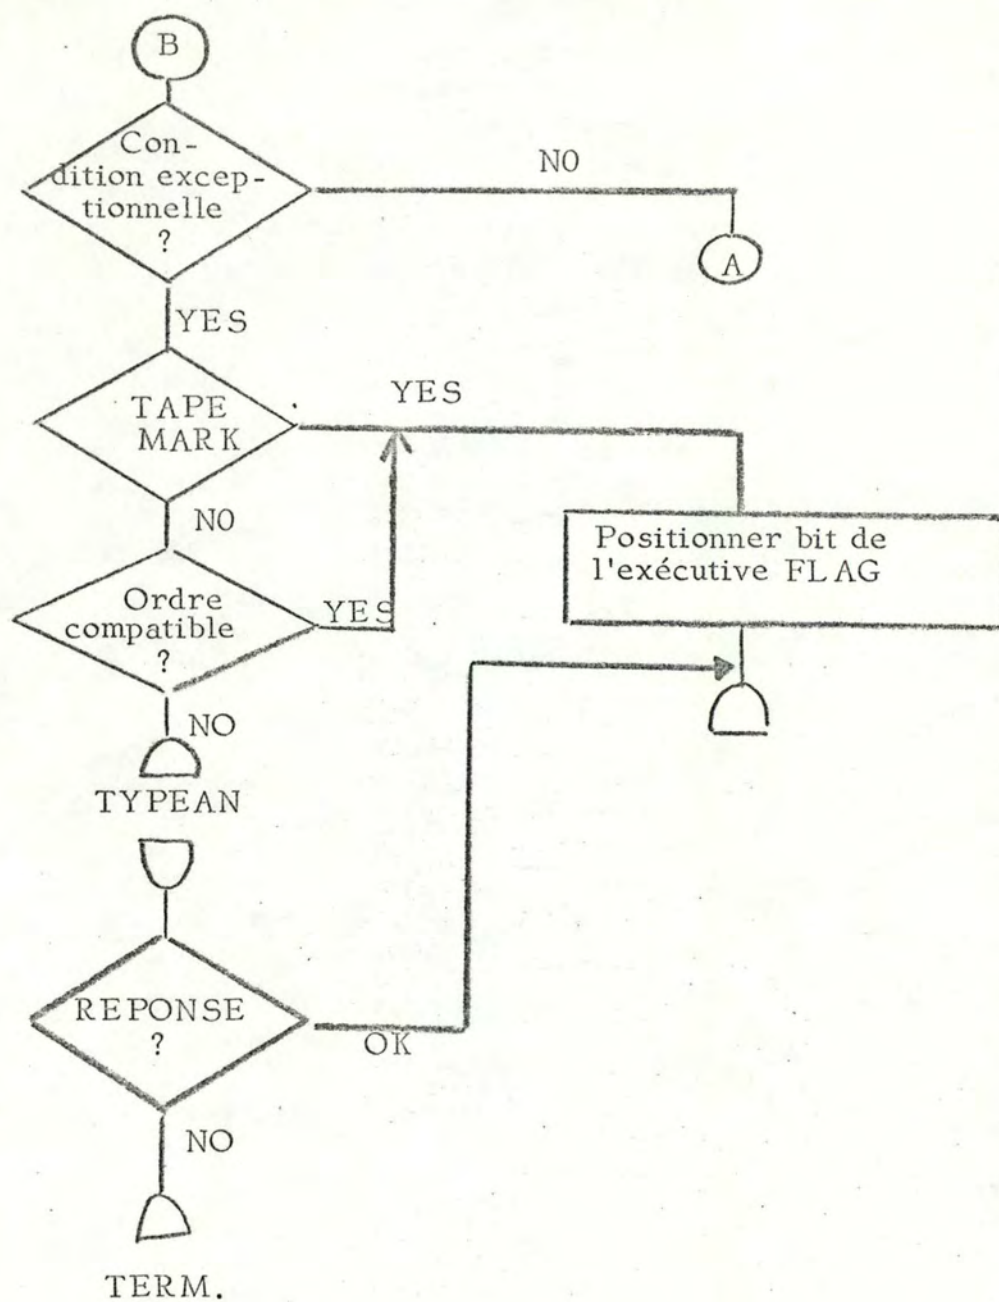 B
Con-
dition excep-
tionnelle
?
NO
A
YES
TAPE
MARK
YES
NO
Ordre
compatible
?
YES
Positionner bit de
l'exécutive FLAG
NO
TYPEAN
REPONSE
?
OK
NO
TERM.